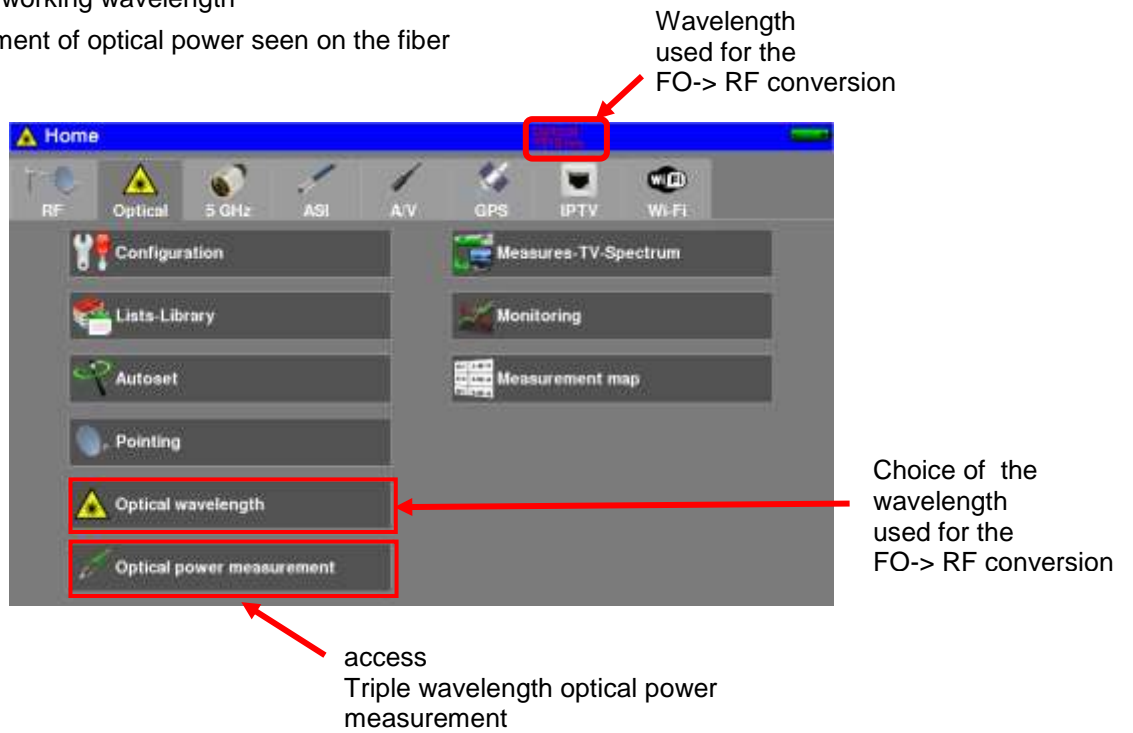 working wavelength
ment of optical power seen on the fiber
Wavelength
used for the
FO-> RF conversion
Home
Optical
RF
Optical
5 GHz
ASI
A/V
GPS
IPTV
Wi-Fi
Configuration
Measures-TV-Spectrum
Lists-Library
Monitoring
Autoset
Measurement map
Pointing
Optical wavelength
Optical power measurement
Choice of the
wavelength
used for the
FO-> RF conversion
access
Triple wavelength optical power
measurement